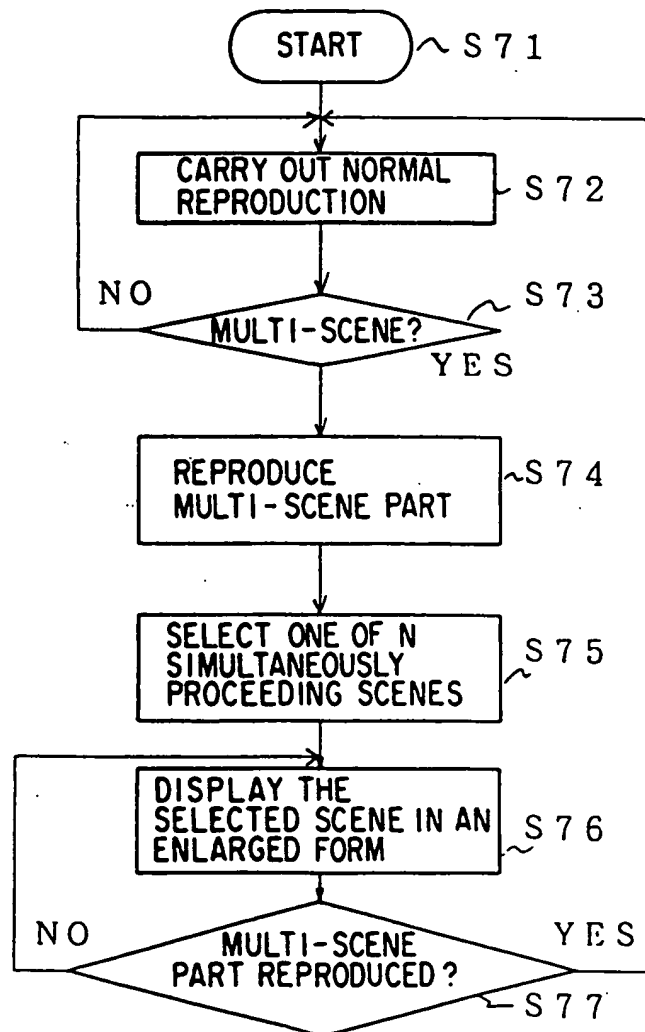 START
S71
CARRY OUT NORMAL
REPRODUCTION
S72
NO
S73
MULTI-SCENE?
YES
REPRODUCE
MULTI-SCENE PART
S74
SELECT ONE OF N
SIMULTANEOUSLY
PROCEEDING SCENES
S75
DISPLAY THE
SELECTED SCENE IN AN
ENLARGED FORM
S76
NO
YES
MULTI-SCENE
PART REPRODUCED?
S77